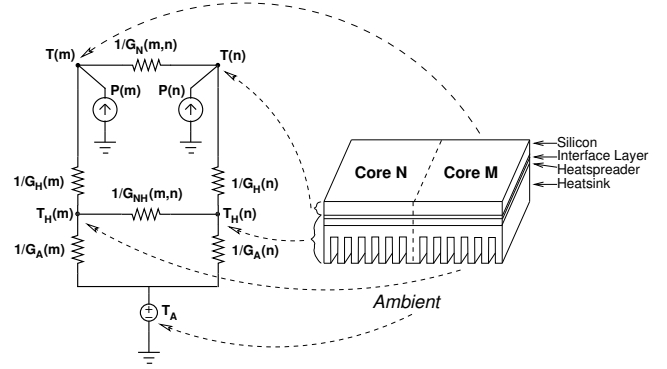 1/G_N(m,n)
T(m)
T(n)
P(m)
P(n)
Silicon
Interface Layer
Heatspreader
Heatsink
Core N
Core M
1/G_H(m)
1/G_NH(m,n)
1/G_H(n)
T_H(m)
T_H(n)
1/G_A(m)
1/G_A(n)
Ambient
T_A
+
−